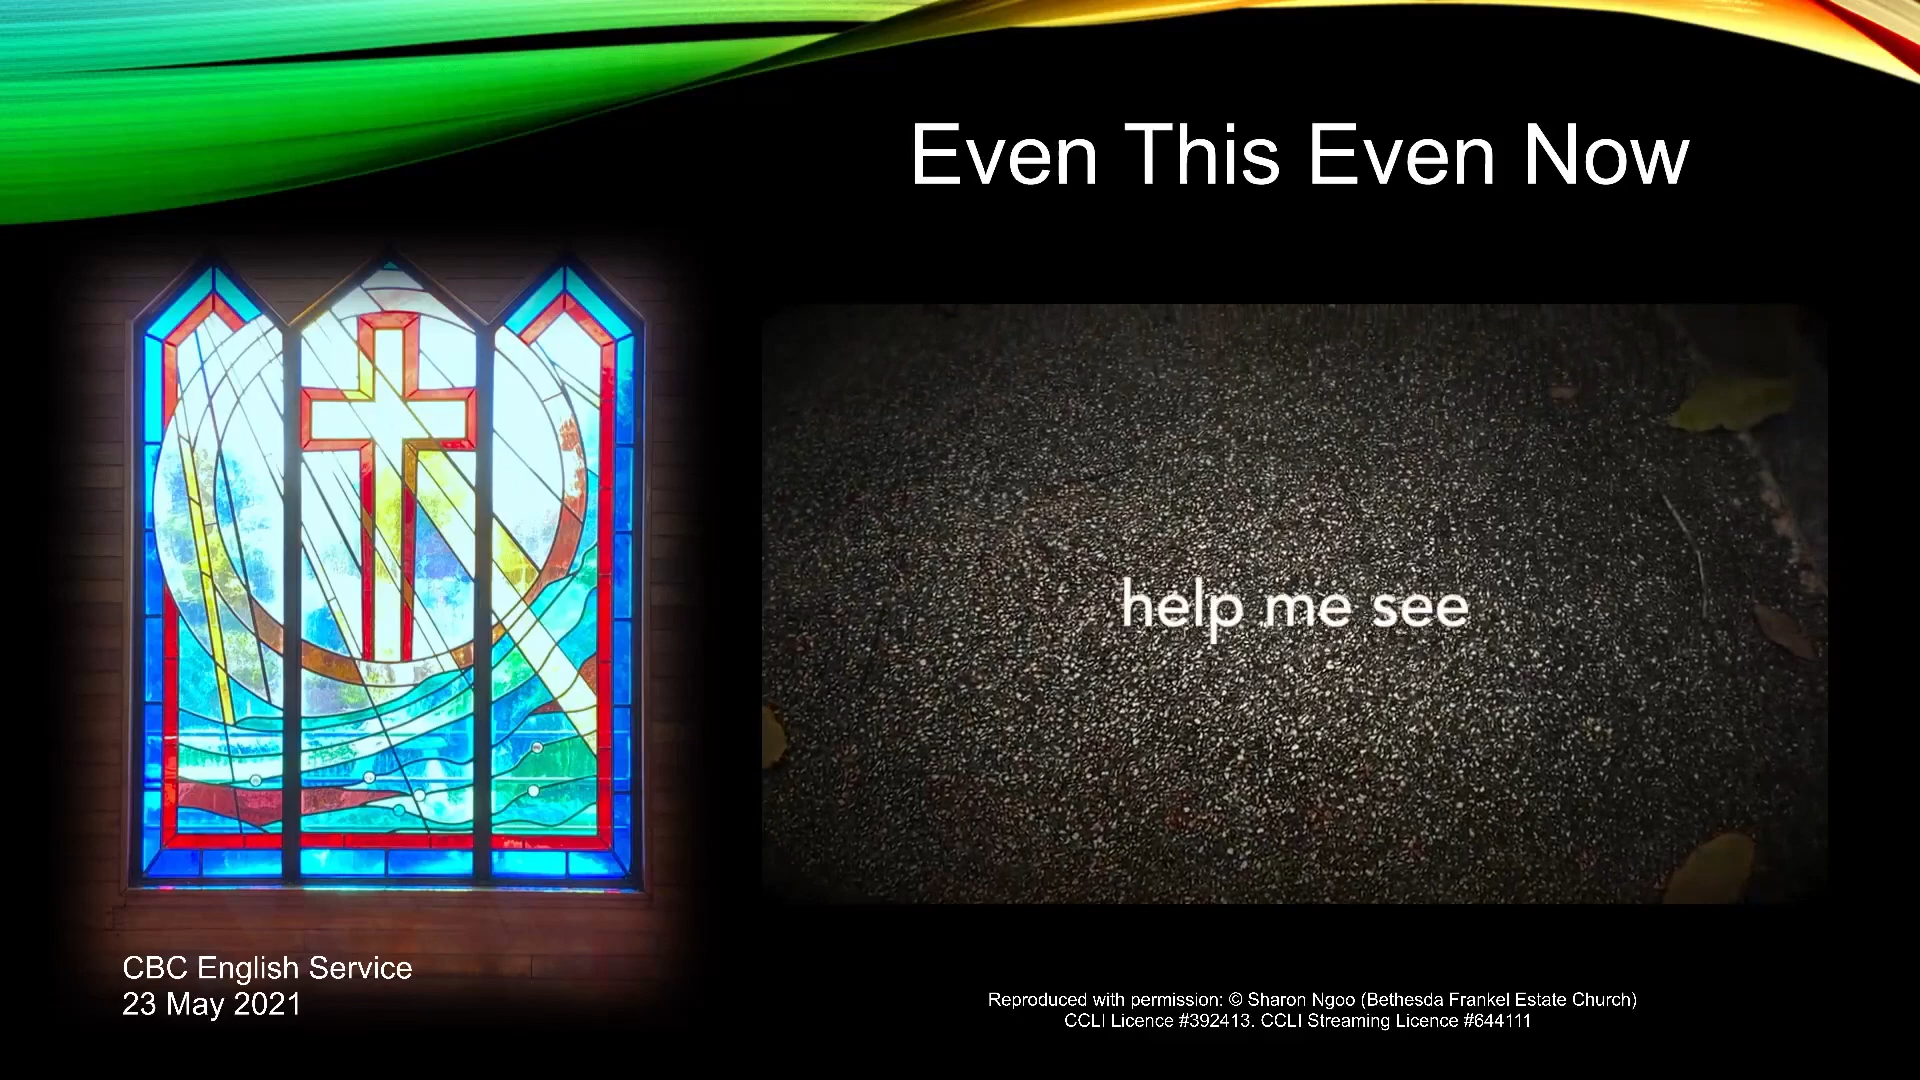 Even This Even Now
help me see
CBC English Service
23 May 2021
Reproduced with permission: © Sharon Ngoo (Bethesda Frankel Estate Church)
CCLI Licence #392413. CCLI Streaming Licence #644111